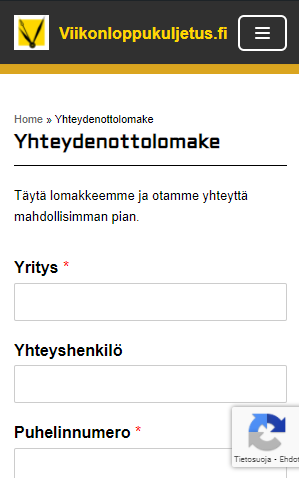 Viikonloppukuljetus.fi
Home » Yhteydenottolomake
Yhteydenottolomake
Täytä lomakkeemme ja otamme yhteyttä
mahdollisimman pian.
Yritys *
Yhteyshenkilö
Puhelinnumero *
Tietosuoja - Ehdot